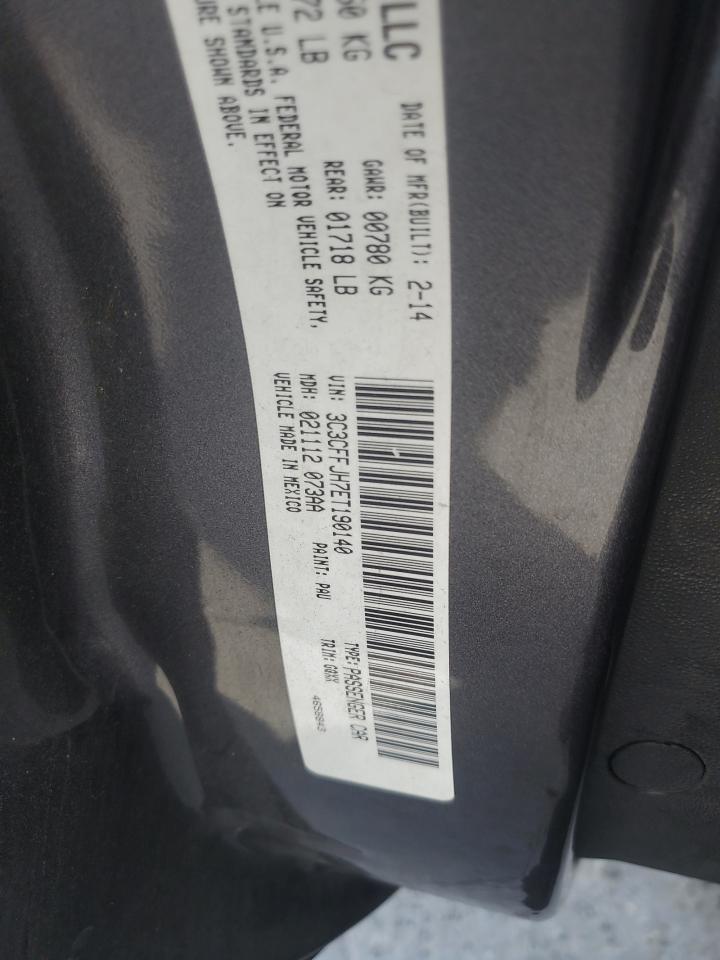 LLC
DATE OF MFR(BUILT): 2-14
KG
GAWR: 00780 KG
72 LB
REAR: 01718 LB
U.S.A. FEDERAL MOTOR VEHICLE SAFETY,
STANDARDS IN EFFECT ON
SHOWN ABOVE.
VIN: 3C3CFFJH7ET190140
TYPE: PASSENGER CAR
MDH: 021112 073AA
PAINT: PAU
VEHICLE MADE IN MEXICO
TRIM: